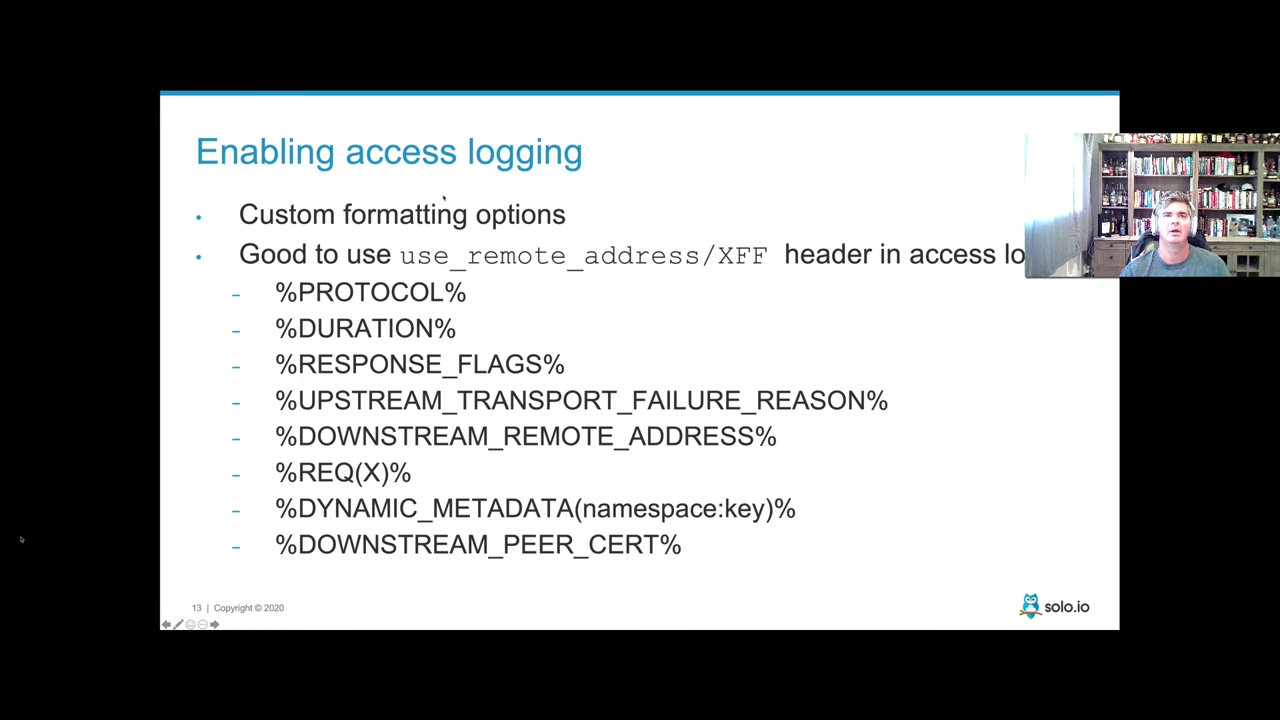 Enabling access logging
• Custom formatting options
• Good to use use_remote_address/XFF header in access lo
- %PROTOCOL%
- %DURATION%
- %RESPONSE_FLAGS%
- %UPSTREAM_TRANSPORT_FAILURE_REASON%
- %DOWNSTREAM_REMOTE_ADDRESS%
- %REQ(X)%
- %DYNAMIC_METADATA(namespace:key)%
- %DOWNSTREAM_PEER_CERT%
13 | Copyright © 2020
solo.io